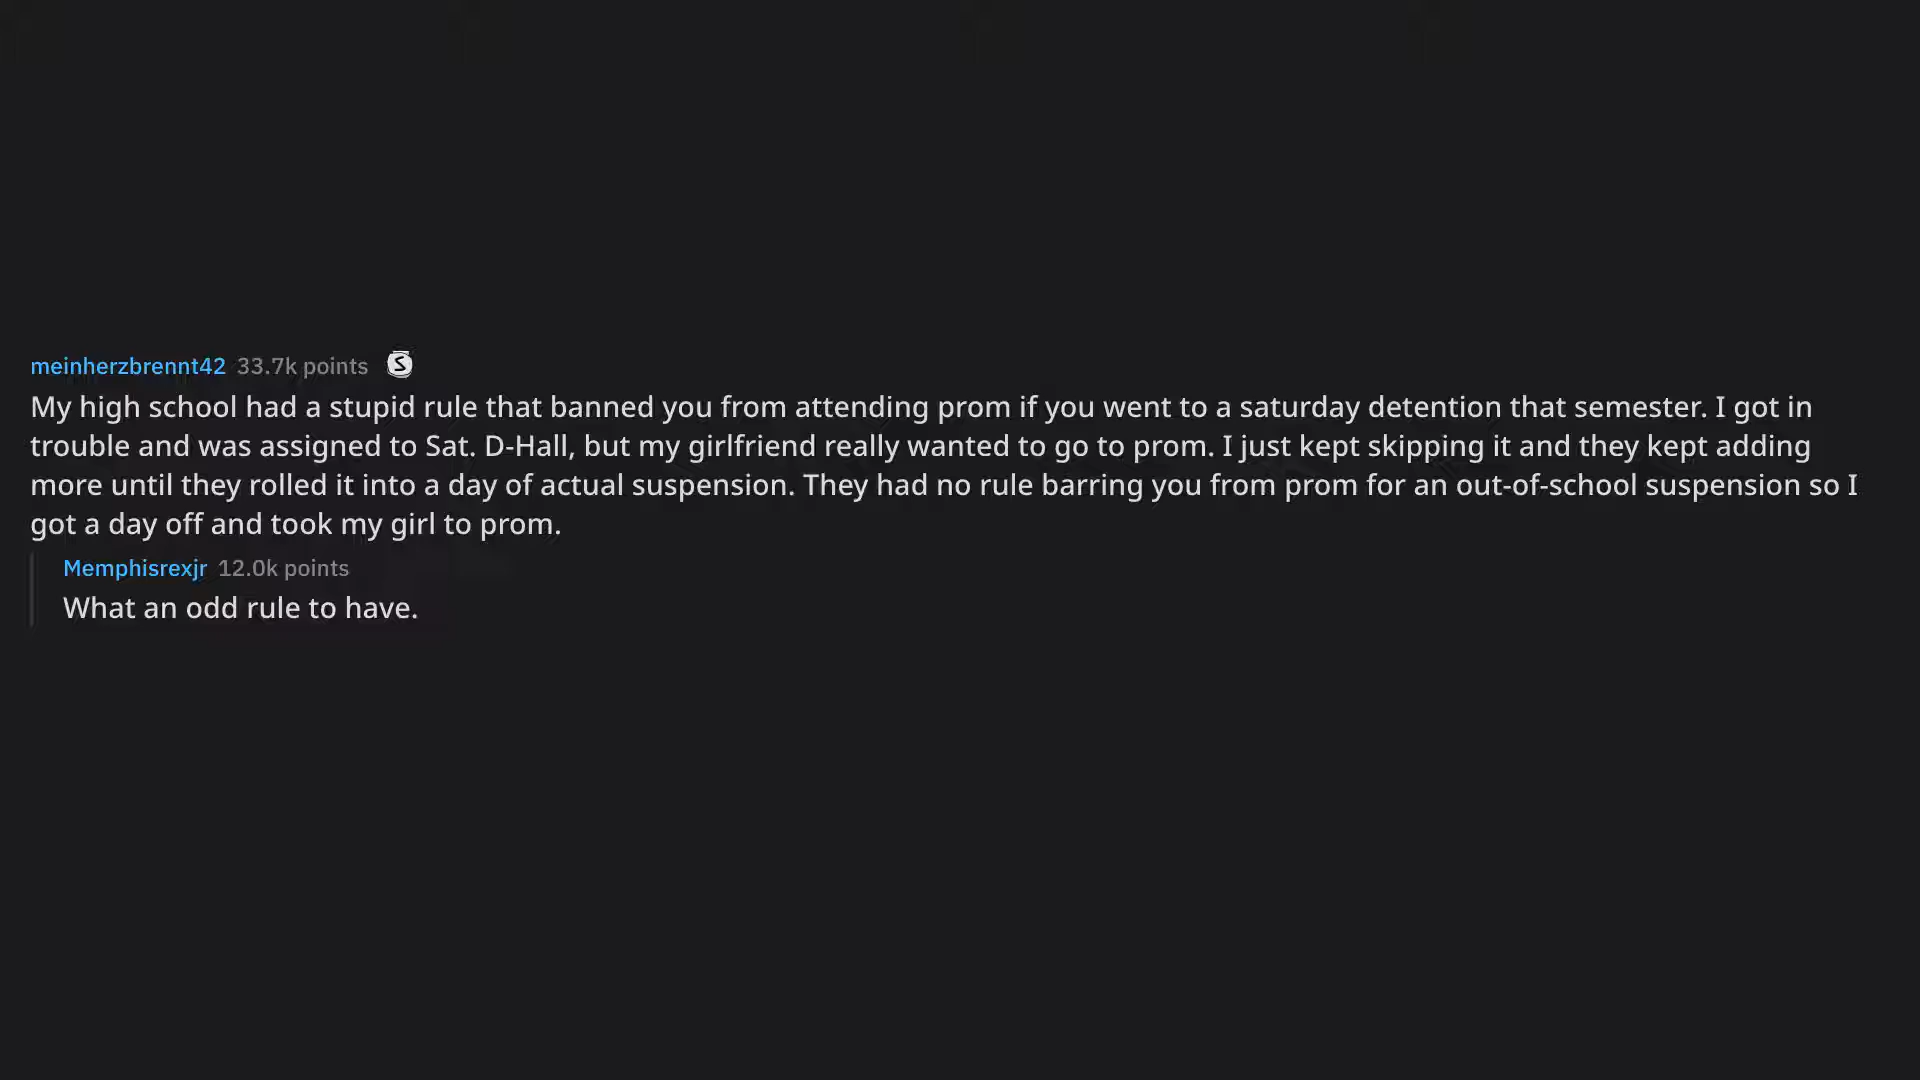 meinherzbrennt42 33.7k points S
My high school had a stupid rule that banned you from attending prom if you went to a saturday detention that semester. I got in
trouble and was assigned to Sat. D-Hall, but my girlfriend really wanted to go to prom. I just kept skipping it and they kept adding
more until they rolled it into a day of actual suspension. They had no rule barring you from prom for an out-of-school suspension so I
got a day off and took my girl to prom.
Memphisrexjr 12.0k points
What an odd rule to have.